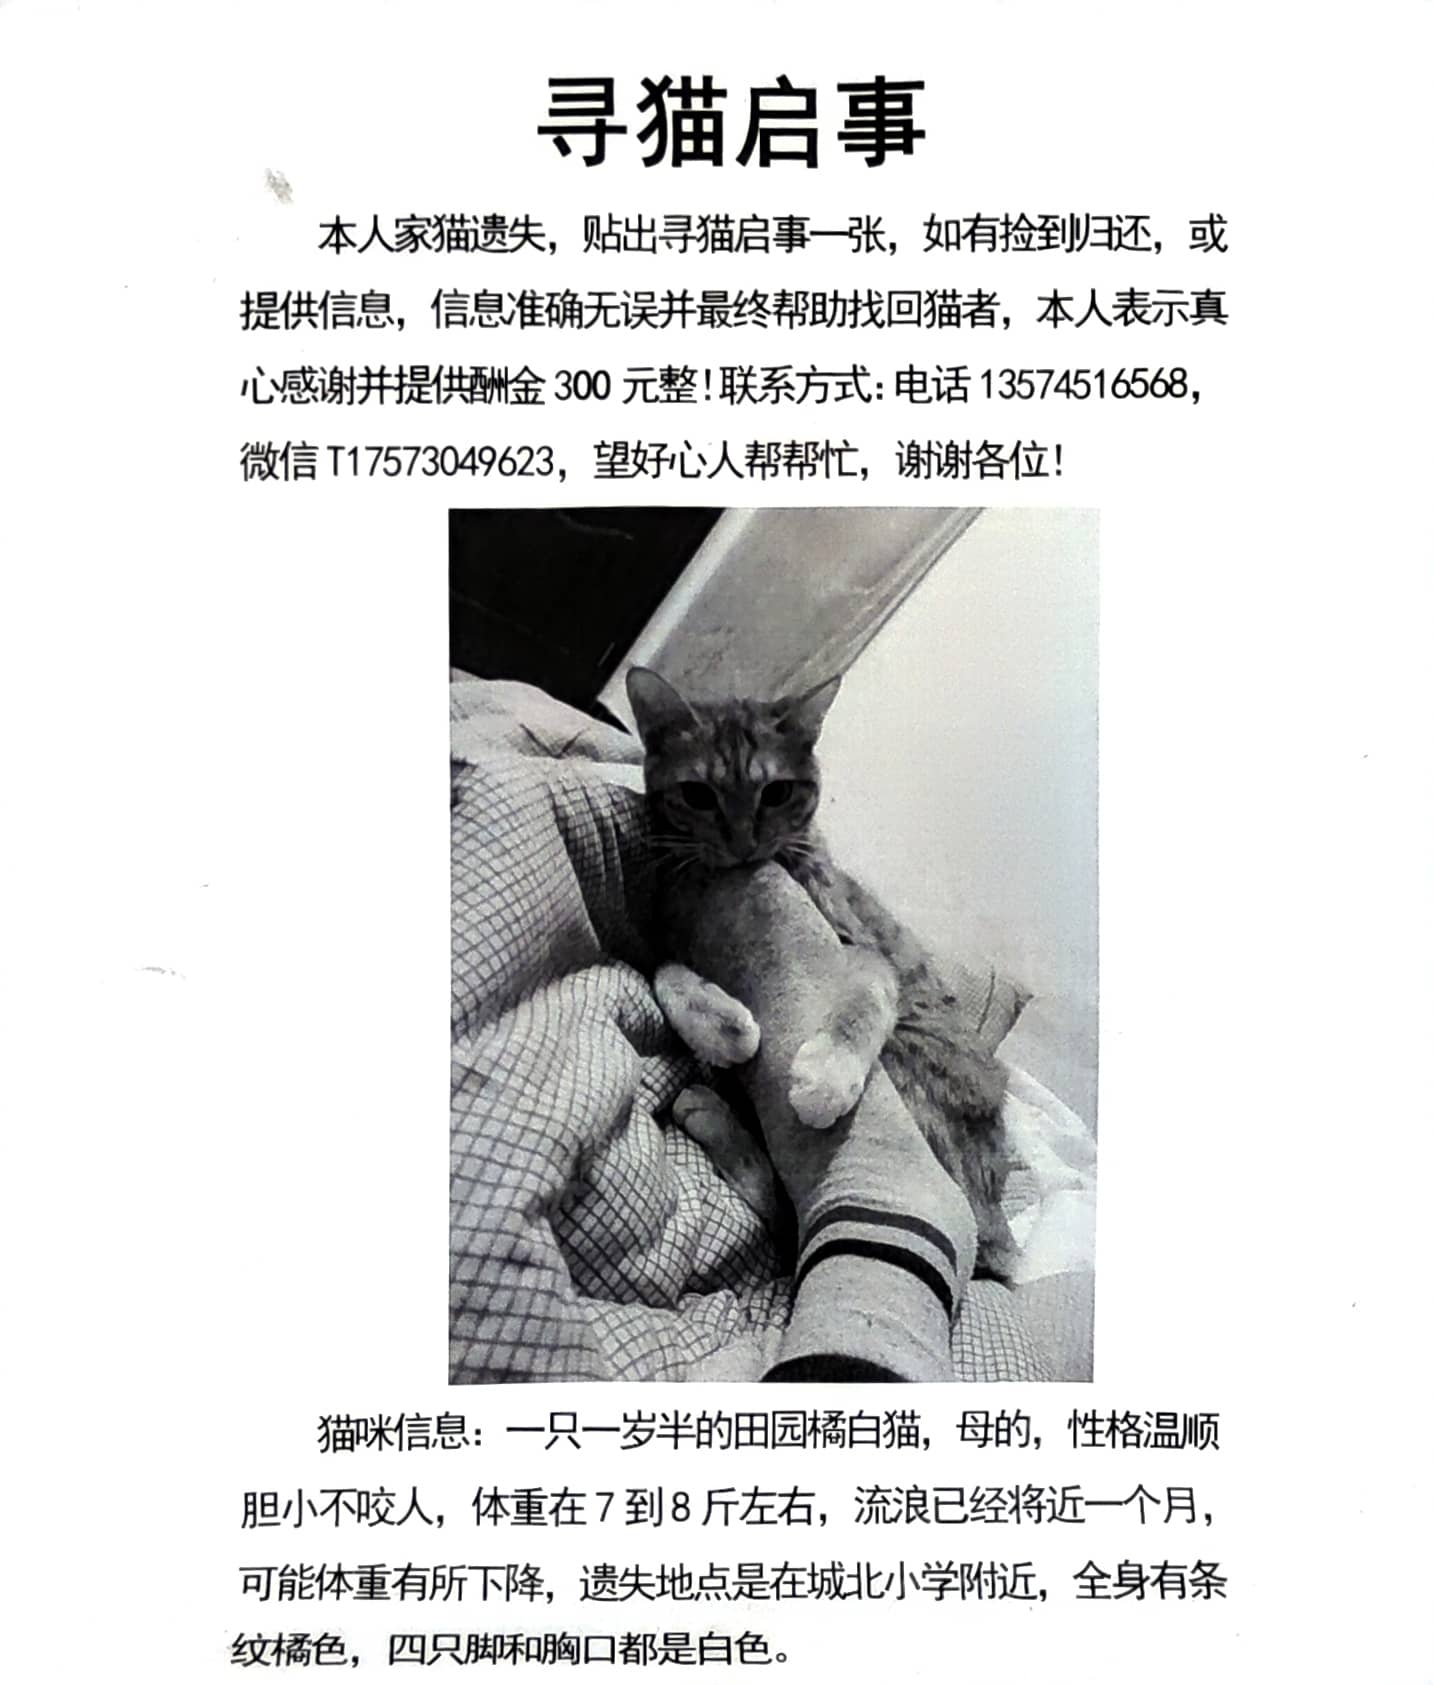 寻猫启事
本人家猫遗失，贴出寻猫启事一张，如有捡到归还，或
提供信息，信息准确无误并最终帮助找回猫者，本人表示真
心感谢并提供酬金 300 元整！联系方式：电话 13574516568，
微信 T17573049623，望好心人帮帮忙，谢谢各位！
猫咪信息：一只一岁半的田园橘白猫，母的，性格温顺
胆小不咬人，体重在 7 到 8 斤左右，流浪已经将近一个月，
可能体重有所下降，遗失地点是在城北小学附近，全身有条
纹橘色，四只脚和胸口都是白色。